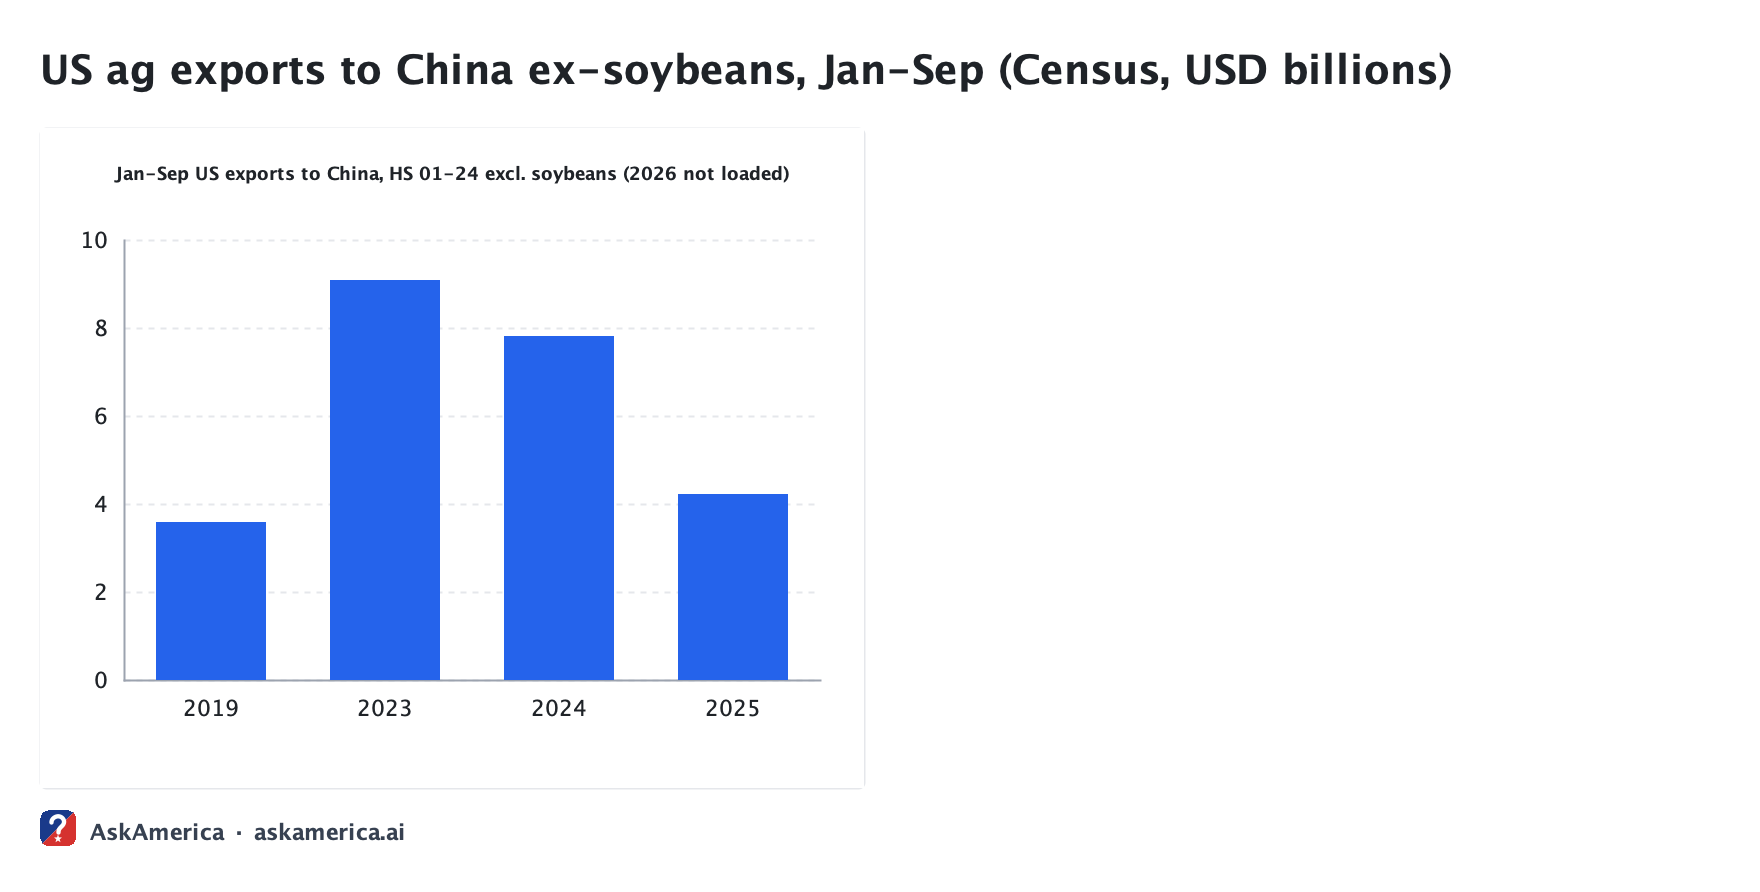 US ag exports to China ex-soybeans, Jan-Sep (Census, USD billions)
Jan-Sep US exports to China, HS 01-24 excl. soybeans (2026 not loaded)
10
8
6
4
2
0
2019 2023 2024 2025
AskAmerica · askamerica.ai